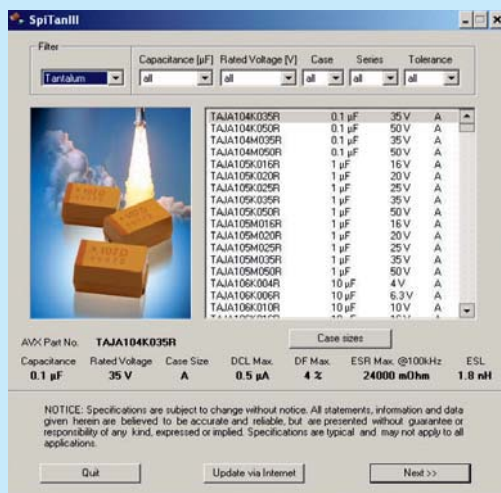 SpiTanIII
Filter
Capacitance [µF] Rated Voltage [V] Case Series Tolerance
Tantalum all all all all all
TAJA104K035R 0.1 µF 35 V A
TAJA104K050R 0.1 µF 50 V A
TAJA104M035R 0.1 µF 35 V A
TAJA104M050R 0.1 µF 50 V A
TAJA105K016R 1 µF 16 V A
TAJA105K020R 1 µF 20 V A
TAJA105K025R 1 µF 25 V A
TAJA105K035R 1 µF 35 V A
TAJA105K050R 1 µF 50 V A
TAJA105M016R 1 µF 16 V A
TAJA105M020R 1 µF 20 V A
TAJA105M025R 1 µF 25 V A
TAJA105M035R 1 µF 35 V A
TAJA105M050R 1 µF 50 V A
TAJA106K004R 10 µF 4 V A
TAJA106K006R 10 µF 6.3 V A
TAJA106K010R 10 µF 10 V A
AVX Part No. TAJA104K035R Case sizes
Capacitance Rated Voltage Case Size DCL Max. DF Max. ESR Max. @100kHz ESL
0.1 µF 35 V A 0.5 µA 4 % 24000 mOhm 1.8 nH
NOTICE: Specifications are subject to change without notice. All statements, information and data
given herein are believed to be accurate and reliable, but are presented without guarantee or
responsibility of any kind, expressed or implied. Specifications are typical and may not apply to all
applications.
Quit Update via Internet Next >>